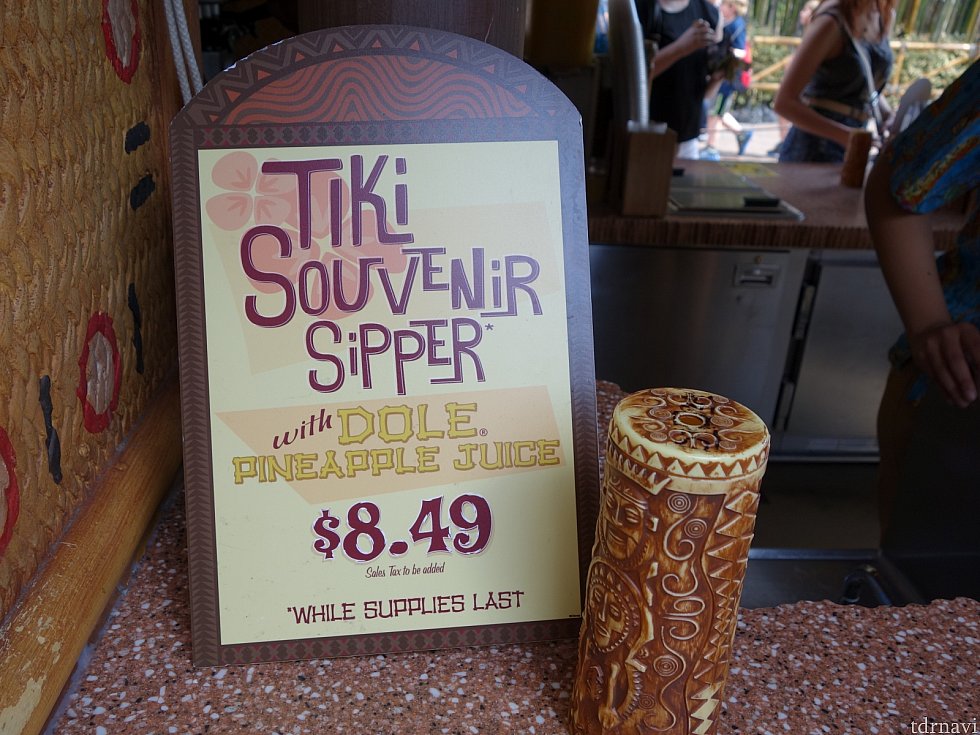 Tiki
Souvenir
Sipper*
with DOLE®
PINEAPPLE JUICE
$8.49
Sales Tax to be added
*WHILE SUPPLIES LAST
tdrnavi